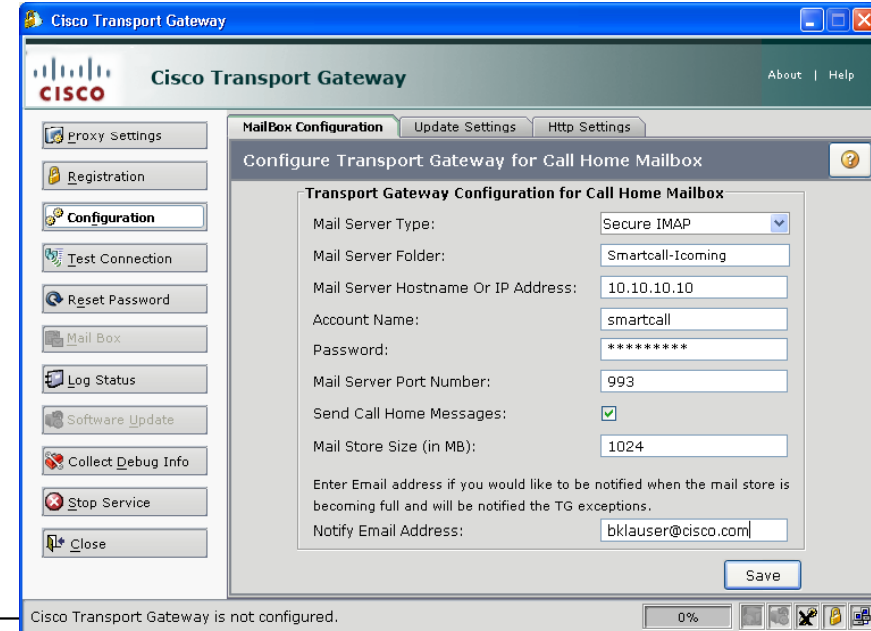 Cisco Transport Gateway
CISCO
Cisco Transport Gateway
About | Help
Proxy Settings
Registration
Configuration
Test Connection
Reset Password
Mail Box
Log Status
Software Update
Collect Debug Info
Stop Service
Close
MailBox Configuration Update Settings Http Settings
Configure Transport Gateway for Call Home Mailbox
Transport Gateway Configuration for Call Home Mailbox
Mail Server Type: Secure IMAP
Mail Server Folder: Smartcall-Icoming
Mail Server Hostname Or IP Address: 10.10.10.10
Account Name: smartcall
Password: *********
Mail Server Port Number: 993
Send Call Home Messages:
Mail Store Size (in MB): 1024
Enter Email address if you would like to be notified when the mail store is
becoming full and will be notified the TG exceptions.
Notify Email Address: bklauser@cisco.com
Save
Cisco Transport Gateway is not configured. 0%